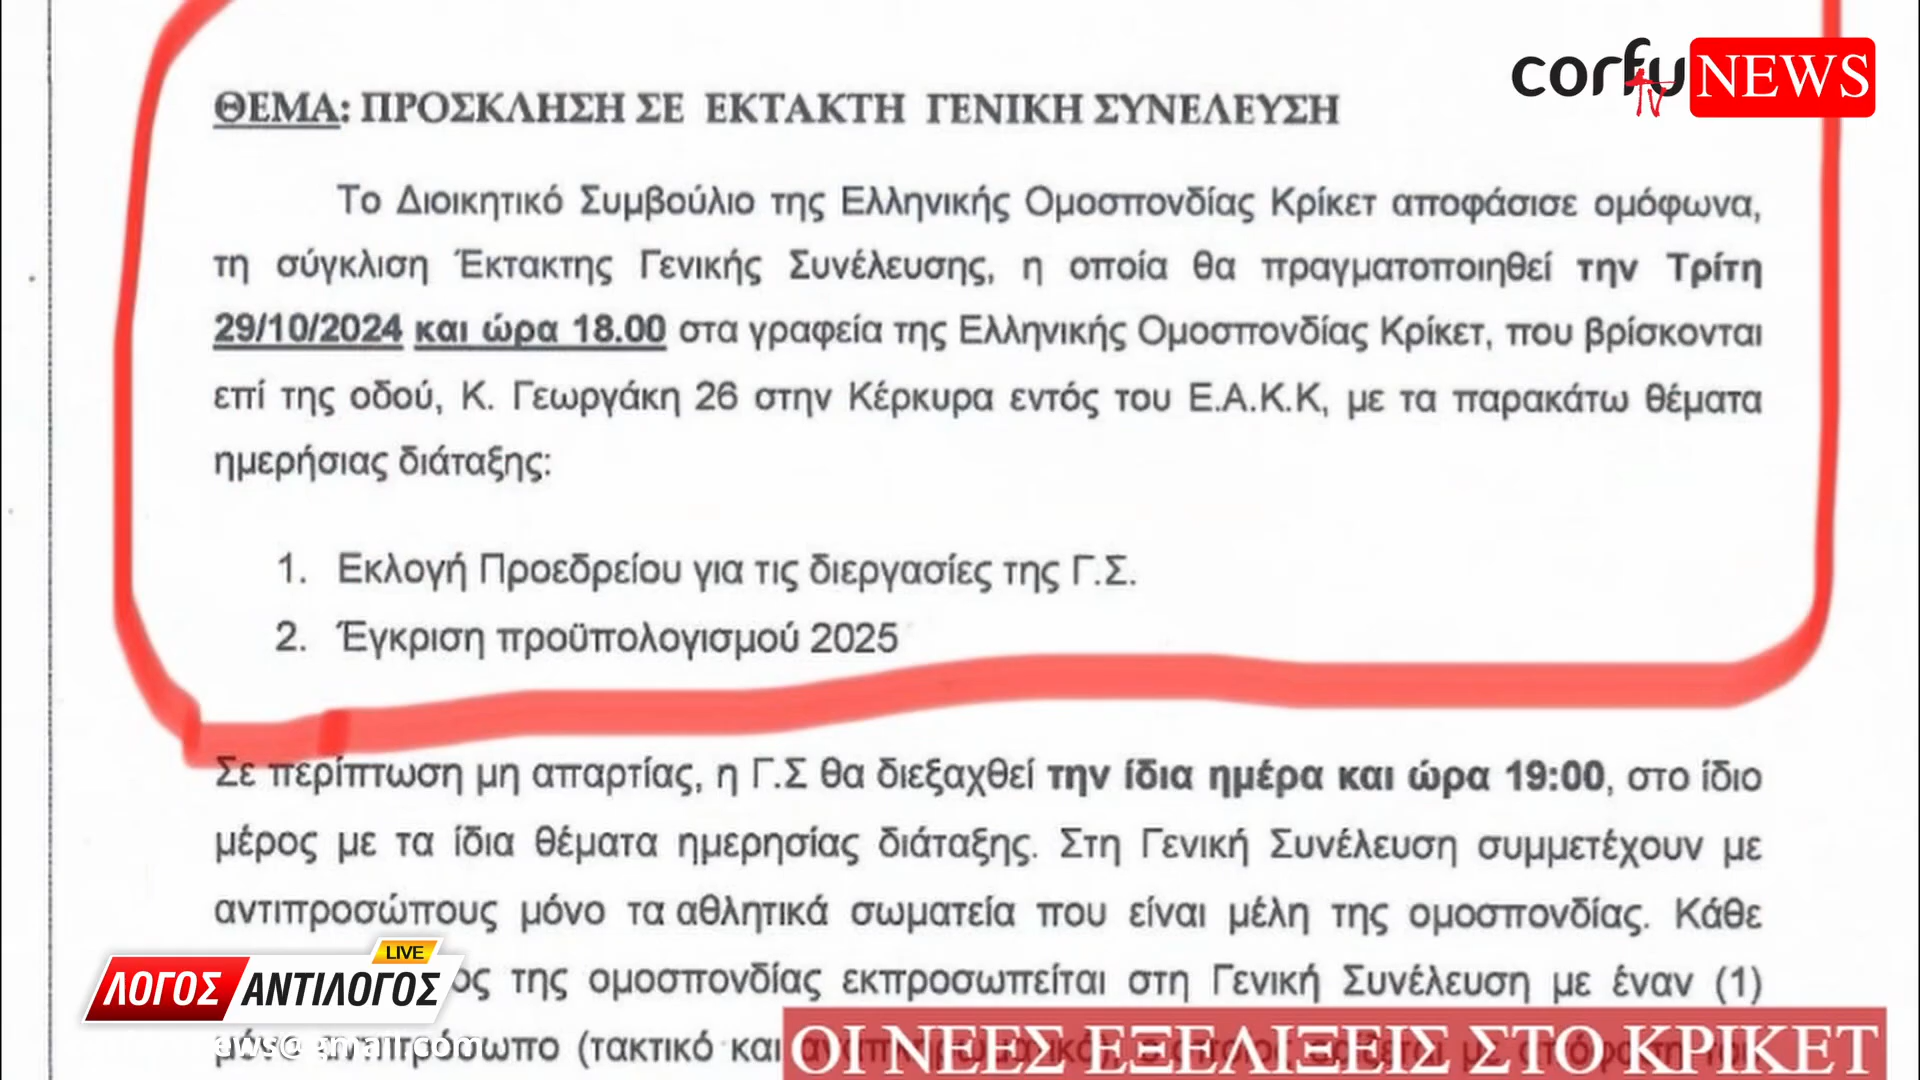 corfu NEWS
TV
ΘΕΜΑ: ΠΡΟΣΚΛΗΣΗ ΣΕ ΕΚΤΑΚΤΗ ΓΕΝΙΚΗ ΣΥΝΕΛΕΥΣΗ
Το Διοικητικό Συμβούλιο της Ελληνικής Ομοσπονδίας Κρίκετ αποφάσισε ομόφωνα,
τη σύγκλιση Έκτακτης Γενικής Συνέλευσης, η οποία θα πραγματοποιηθεί την Τρίτη
29/10/2024 και ώρα 18.00 στα γραφεία της Ελληνικής Ομοσπονδίας Κρίκετ, που βρίσκονται
επί της οδού, Κ. Γεωργάκη 26 στην Κέρκυρα εντός του Ε.Α.Κ.Κ, με τα παρακάτω θέματα
ημερήσιας διάταξης:
1. Εκλογή Προεδρείου για τις διεργασίες της Γ.Σ.
2. Έγκριση προϋπολογισμού 2025
Σε περίπτωση μη απαρτίας, η Γ.Σ θα διεξαχθεί την ίδια ημέρα και ώρα 19:00, στο ίδιο
μέρος με τα ίδια θέματα ημερησίας διάταξης. Στη Γενική Συνέλευση συμμετέχουν με
αντιπροσώπους μόνο τα αθλητικά σωματεία που είναι μέλη της ομοσπονδίας. Κάθε
της ομοσπονδίας εκπροσωπείται στη Γενική Συνέλευση με έναν (1)
(τακτικό και
LIVE
ΛΟΓΟΣ ΑΝΤΙΛΟΓΟΣ
ΟΙ ΝΕΕΣ ΕΞΕΛΙΞΕΙΣ ΣΤΟ ΚΡΙΚΕΤ